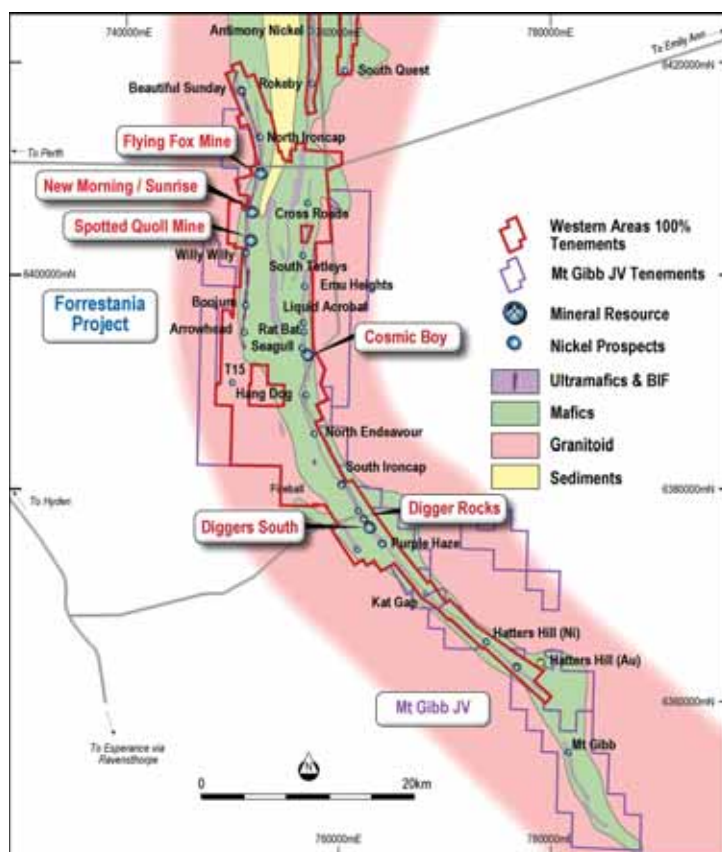 740000mE
760000mE
780000mE
Antimony Nickel
To Emily Ann
South Quest
6420000mN
Rokeby
Beautiful Sunday
North Ironcap
Flying Fox Mine
To Perth
New Morning / Sunrise
Cross Roads
Spotted Quoll Mine
Willy Willy
South Tetleys
6400000mN
Emu Heights
Forrestania
Project
Boojum
Liquid Acrobat
Arrowhead
Rat Bat
Seagull
Cosmic Boy
T15
Hang Dog
North Endeavour
South Ironcap
Fireball
6380000mN
To Hyden
Digger Rocks
Diggers South
Purple Haze
Kat Gap
Hatters Hill (Ni)
Hatters Hill (Au)
Mt Gibb JV
6360000mN
To Esperance via
Ravensthorpe
Mt Gibb
N
0
20km
760000mE
780000mE
Western Areas 100%
Tenements
Mt Gibb JV Tenements
Mineral Resource
Nickel Prospects
Ultramafics & BIF
Mafics
Granitoid
Sediments